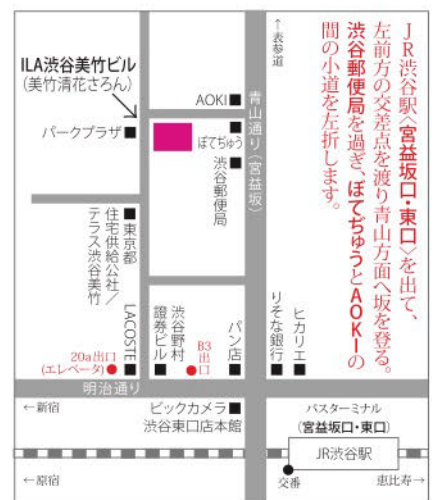 JR渋谷駅〈宮益坂口・東口〉を出て、
左前方の交差点を渡り青山方面へ坂を登る。
渋谷郵便局を過ぎ、ぼてぢゅうとAOKIの
間の小道を左折します。
←表参道
ILA渋谷美竹ビル
(美竹清花さろん)
AOKI
青山通り(宮益坂)
パークプラザ
ぼてぢゅう
渋谷郵便局
東京都
住宅供給公社/
テラス渋谷美竹
LACOSTE
渋谷野村
證券ビル
B3
出口
パン店
りそな銀行
ヒカリエ
20a出口
(エレベータ)
明治通り
←新宿
ビックカメラ
渋谷東口店本館
バスターミナル
(宮益坂口・東口)
JR渋谷駅
←原宿
交番
恵比寿→